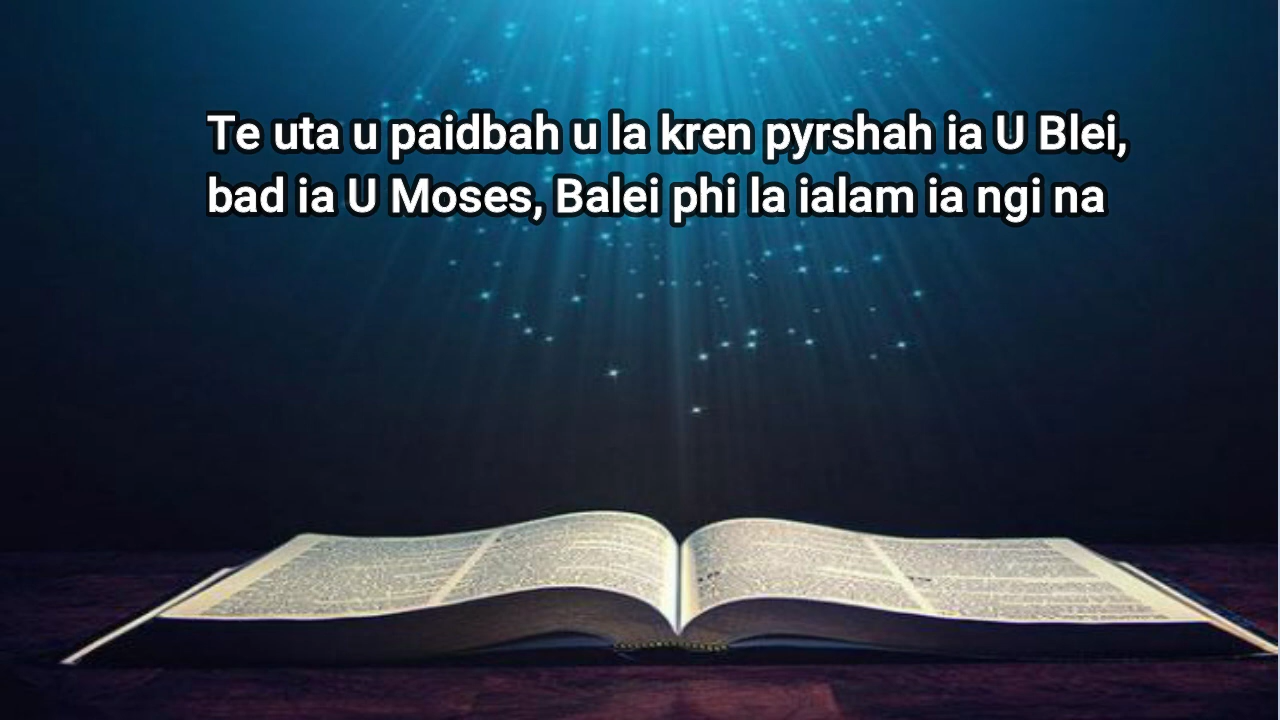 Te uta u paidbah u la kren pyrshah ia U Blei,
bad ia U Moses, Balei phi la ialam ia ngi na